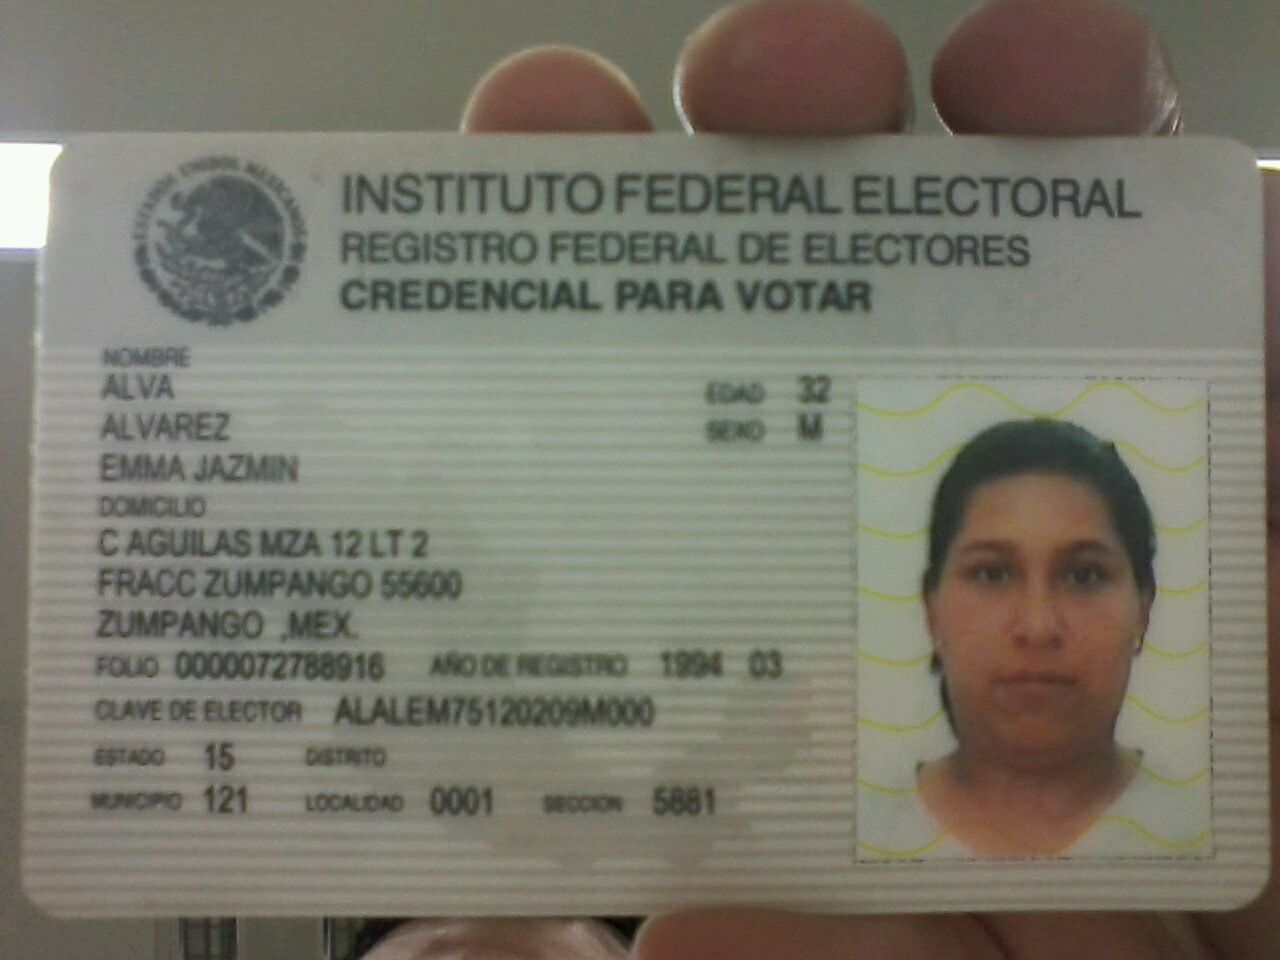 ESTADOS UNIDOS MEXICANOS
INSTITUTO FEDERAL ELECTORAL
REGISTRO FEDERAL DE ELECTORES
CREDENCIAL PARA VOTAR
NOMBRE
ALVA
ALVAREZ
EMMA JAZMIN
EDAD 32
SEXO M
DOMICILIO
C AGUILAS MZA 12 LT 2
FRACC ZUMPANGO 55600
ZUMPANGO ,MEX.
FOLIO 0000072788916 AÑO DE REGISTRO 1994 03
CLAVE DE ELECTOR ALALEM75120209M000
ESTADO 15 DISTRITO
MUNICIPIO 121 LOCALIDAD 0001 SECCION 5881